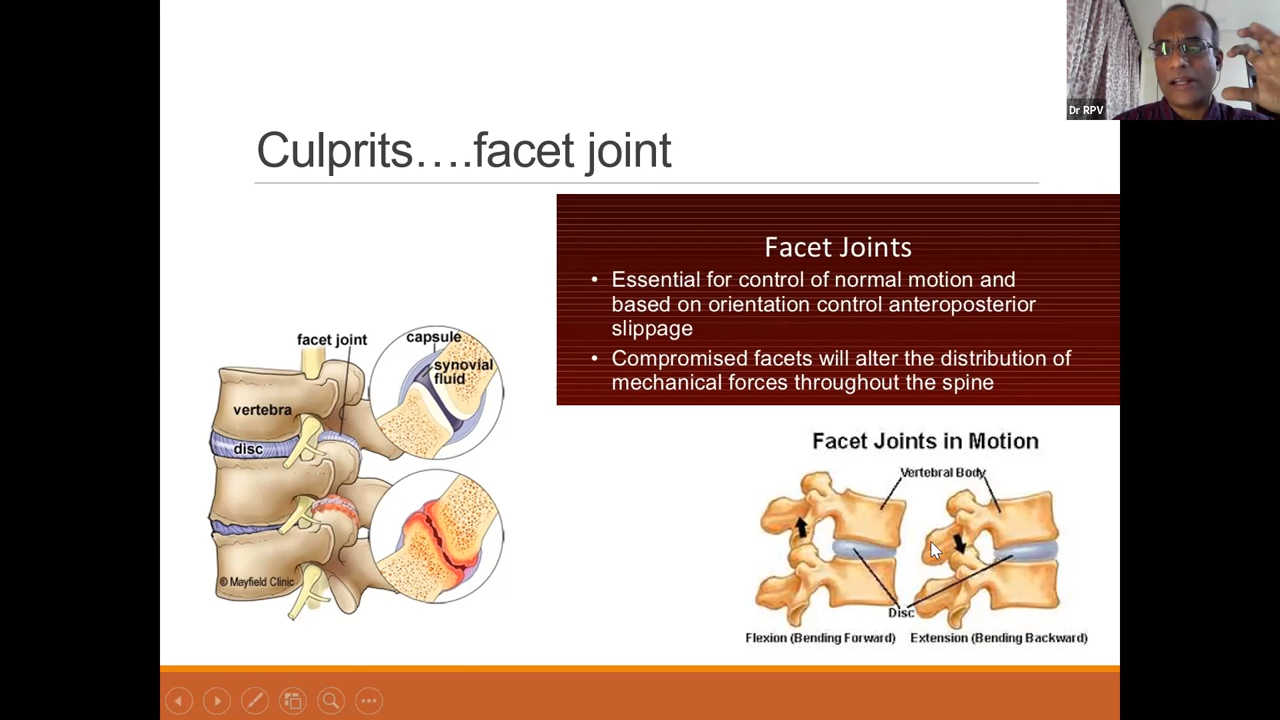 Dr RPV
Culprits….facet joint
Facet Joints
• Essential for control of normal motion and
based on orientation control anteroposterior
slippage
• Compromised facets will alter the distribution of
mechanical forces throughout the spine
facet joint
capsule
synovial
fluid
vertebra
disc
© Mayfield Clinic
Facet Joints in Motion
Vertebral Body
Disc
Flexion (Bending Forward)
Extension (Bending Backward)